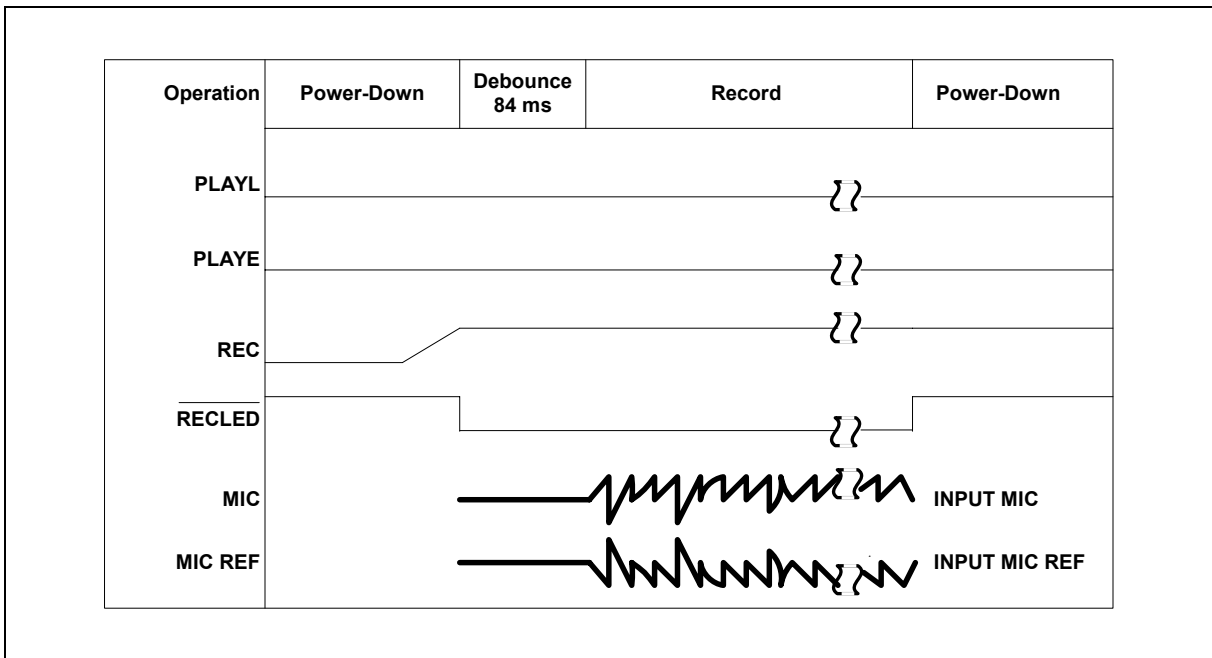 Operation Power-Down Debounce 84 ms Record Power-Down
PLAYL
PLAYE
REC
RECLED
MIC INPUT MIC
MIC REF INPUT MIC REF